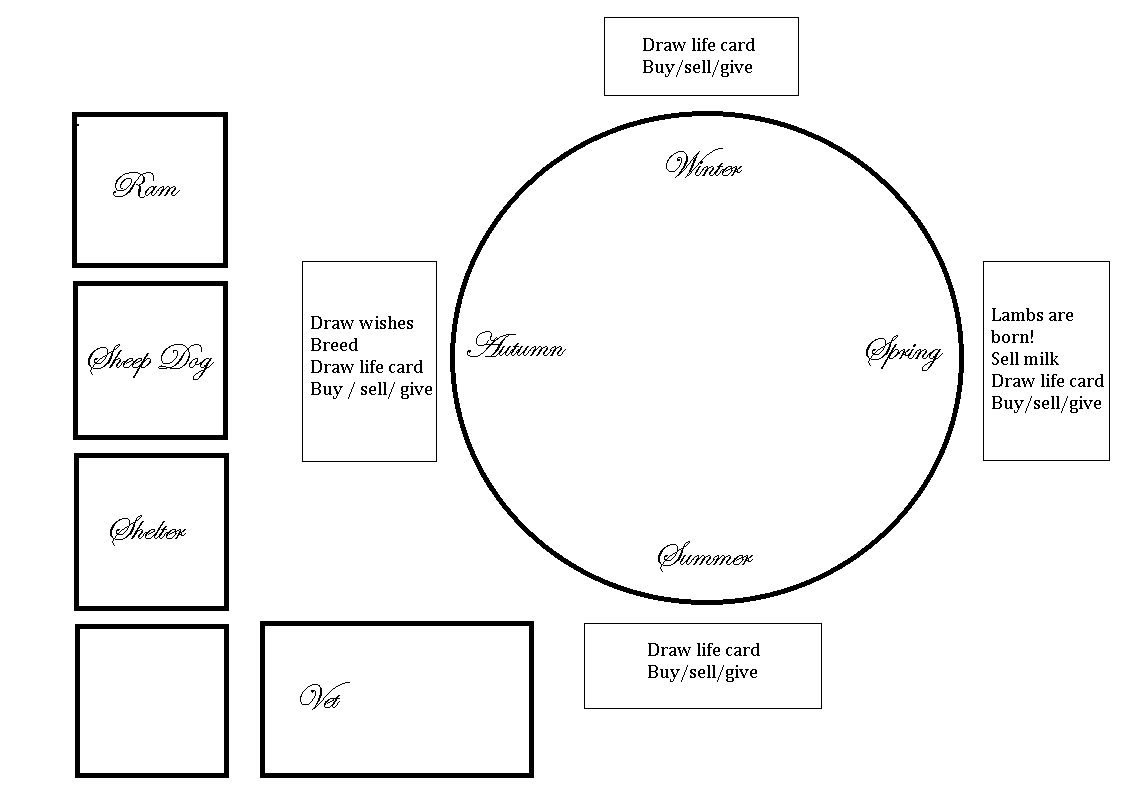 Draw life card
Buy/sell/give
Winter
Ram
Sheep Dog
Shelter
Draw wishes
Breed
Draw life card
Buy / sell/ give
Autumn
Spring
Lambs are
born!
Sell milk
Draw life card
Buy/sell/give
Summer
Draw life card
Buy/sell/give
Vet